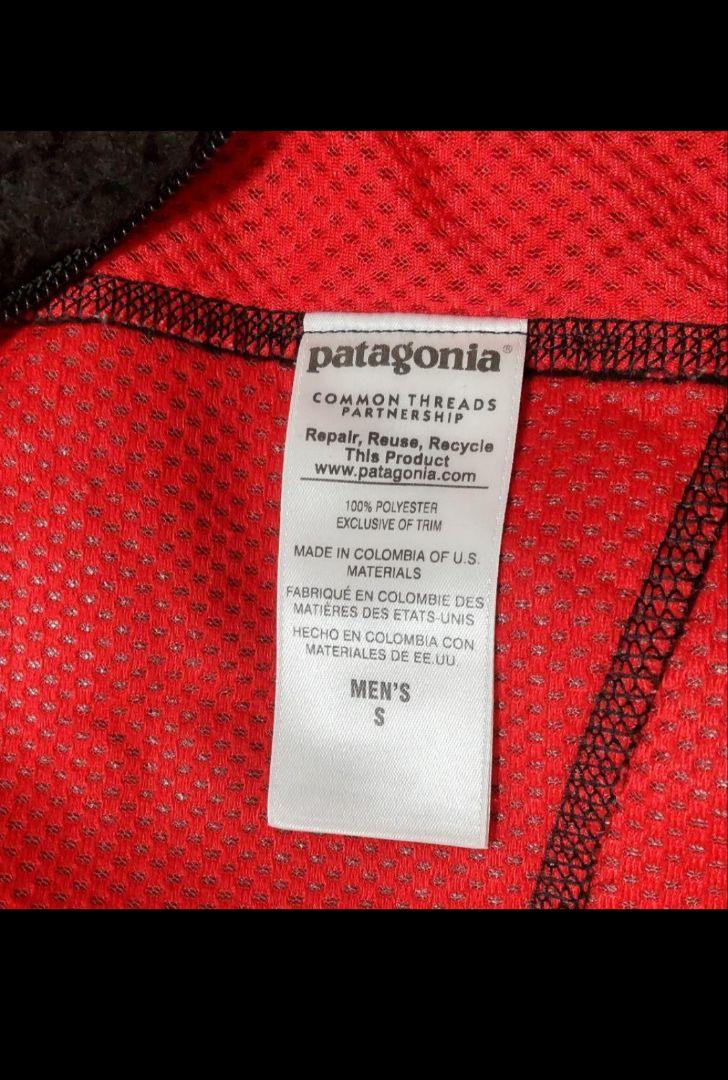 patagonia®
COMMON THREADS
PARTNERSHIP
Repair, Reuse, Recycle
This Product
www.patagonia.com
100% POLYESTER
EXCLUSIVE OF TRIM
MADE IN COLOMBIA OF U.S.
MATERIALS
FABRIQUÉ EN COLOMBIE DES
MATIÈRES DES ETATS-UNIS
HECHO EN COLOMBIA CON
MATERIALES DE EE.UU
MEN'S
S